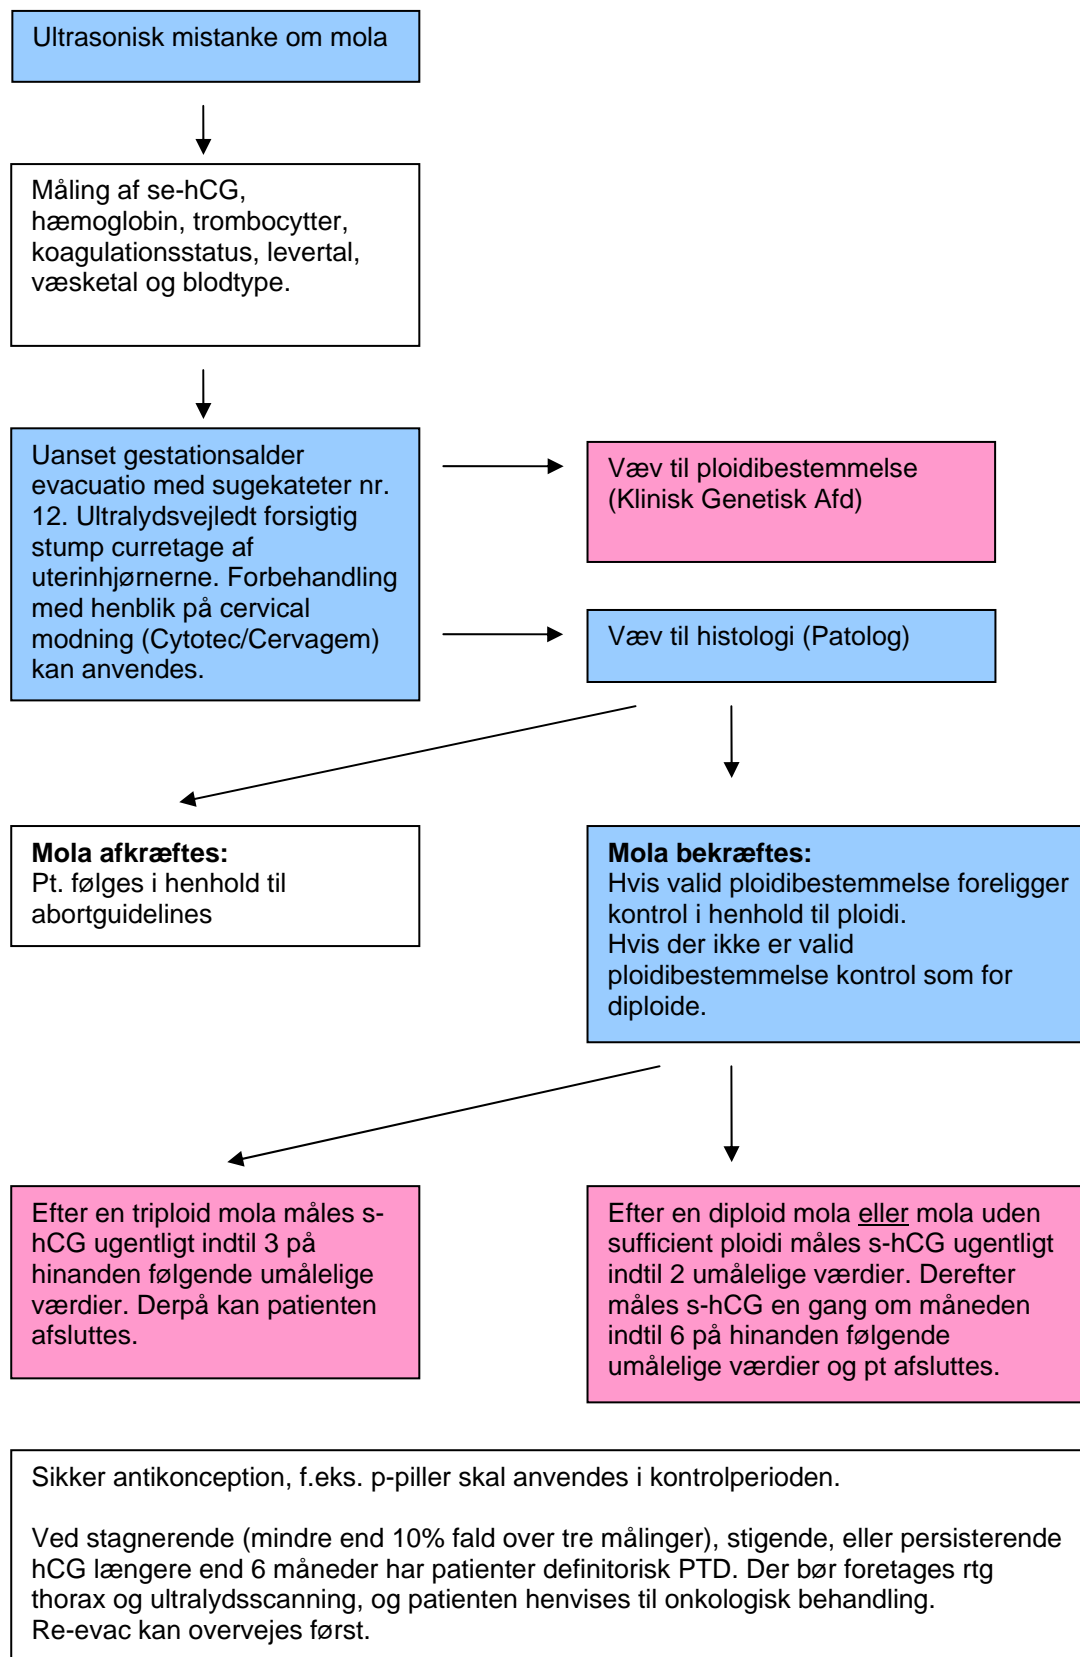 Ultrasonisk mistanke om mola
Måling af se-hCG,
hæmoglobin, trombocytter,
koagulationsstatus, levertal,
væsketal og blodtype.
Uanset gestationsalder
evacuatio med sugekateter nr.
12. Ultralydsvejledt forsigtig
stump curretage af
uterinhjørnerne. Forbehandling
med henblik på cervical
modning (Cytotec/Cervagem)
kan anvendes.
Væv til ploidibestemmelse
(Klinisk Genetisk Afd)
Væv til histologi (Patolog)
Mola afkræftes:
Pt. følges i henhold til
abortguidelines
Mola bekræftes:
Hvis valid ploidibestemmelse foreligger
kontrol i henhold til ploidi.
Hvis der ikke er valid
ploidibestemmelse kontrol som for
diploide.
Efter en triploid mola måles s-
hCG ugentligt indtil 3 på
hinanden følgende umålelige
værdier. Derpå kan patienten
afsluttes.
Efter en diploid mola eller mola uden
sufficient ploidi måles s-hCG ugentligt
indtil 2 umålelige værdier. Derefter
måles s-hCG en gang om måneden
indtil 6 på hinanden følgende
umålelige værdier og pt afsluttes.
Sikker antikonception, f.eks. p-piller skal anvendes i kontrolperioden.
Ved stagnerende (mindre end 10% fald over tre målinger), stigende, eller persisterende
hCG længere end 6 måneder har patienter definitorisk PTD. Der bør foretages rtg
thorax og ultralydsscanning, og patienten henvises til onkologisk behandling.
Re-evac kan overvejes først.